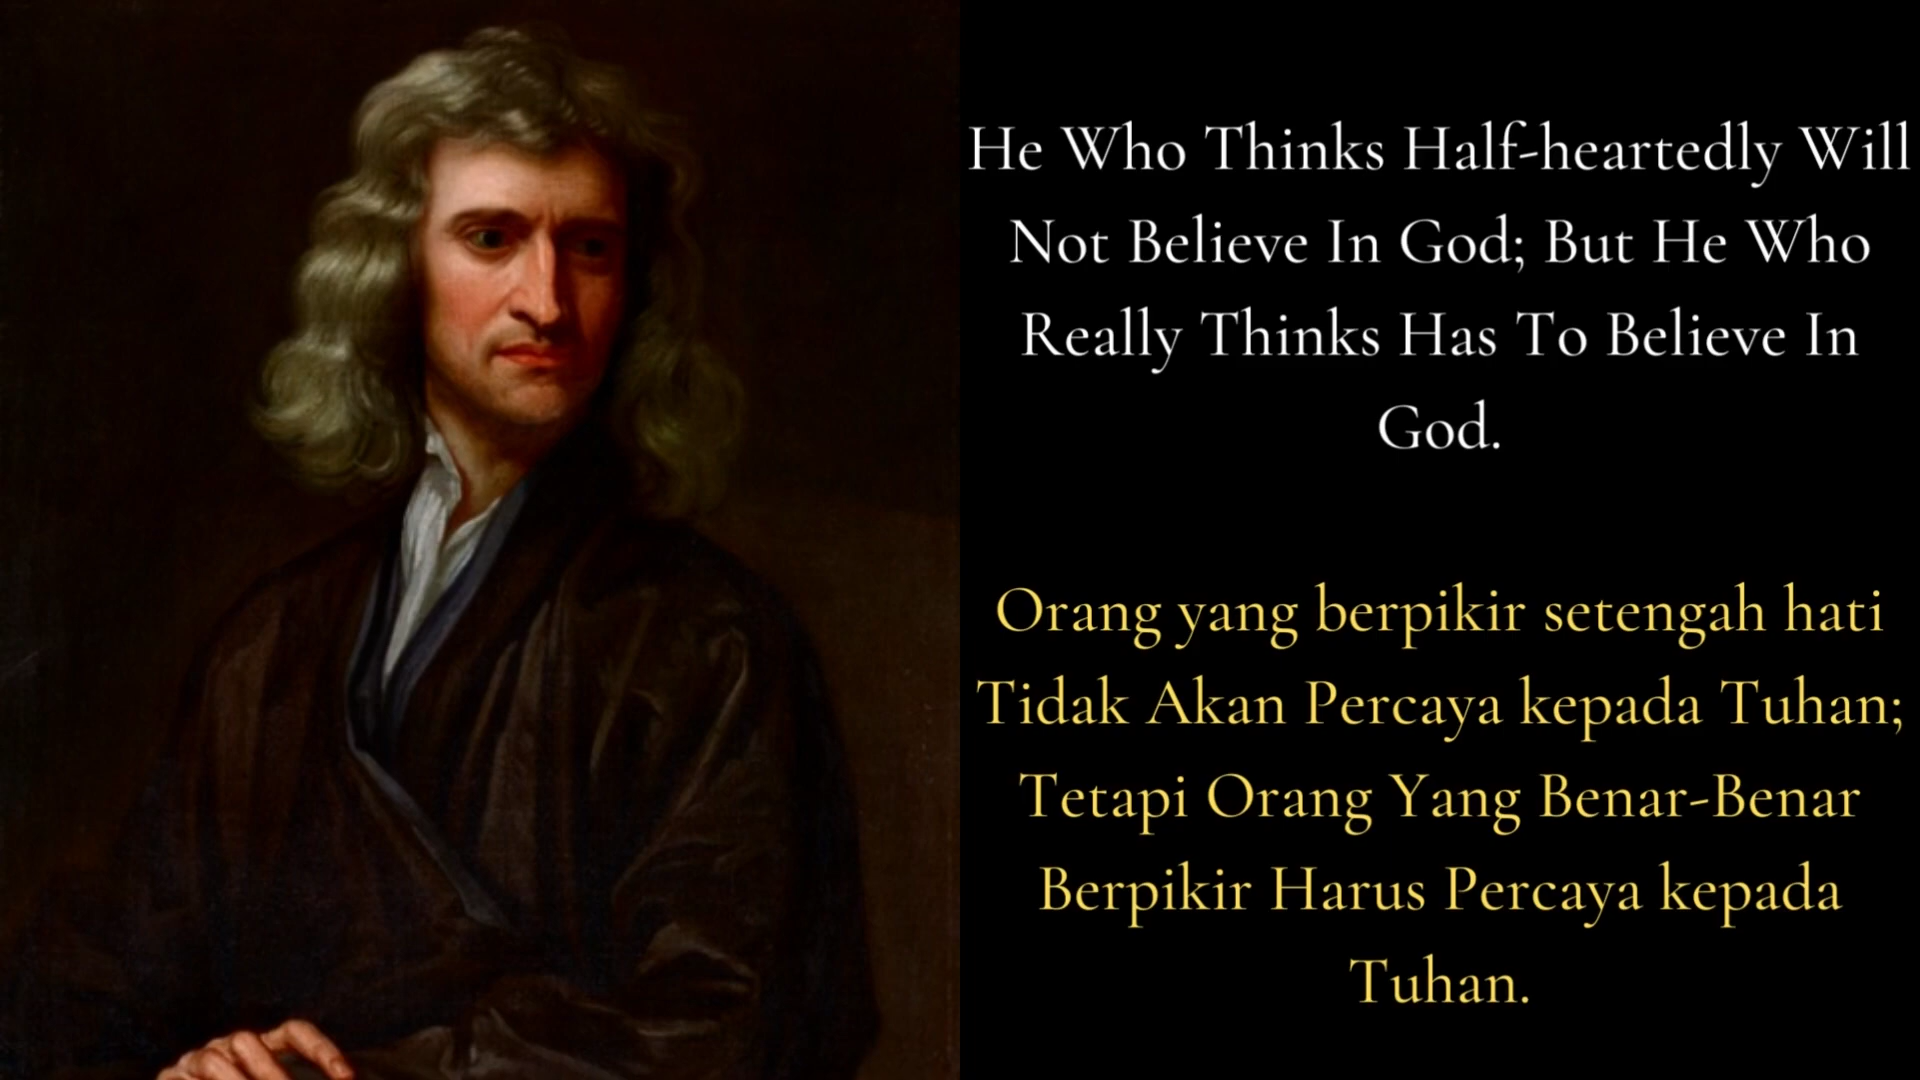 He Who Thinks Half-heartedly Will
Not Believe In God; But He Who
Really Thinks Has To Believe In
God.
Orang yang berpikir setengah hati
Tidak Akan Percaya kepada Tuhan;
Tetapi Orang Yang Benar-Benar
Berpikir Harus Percaya kepada
Tuhan.